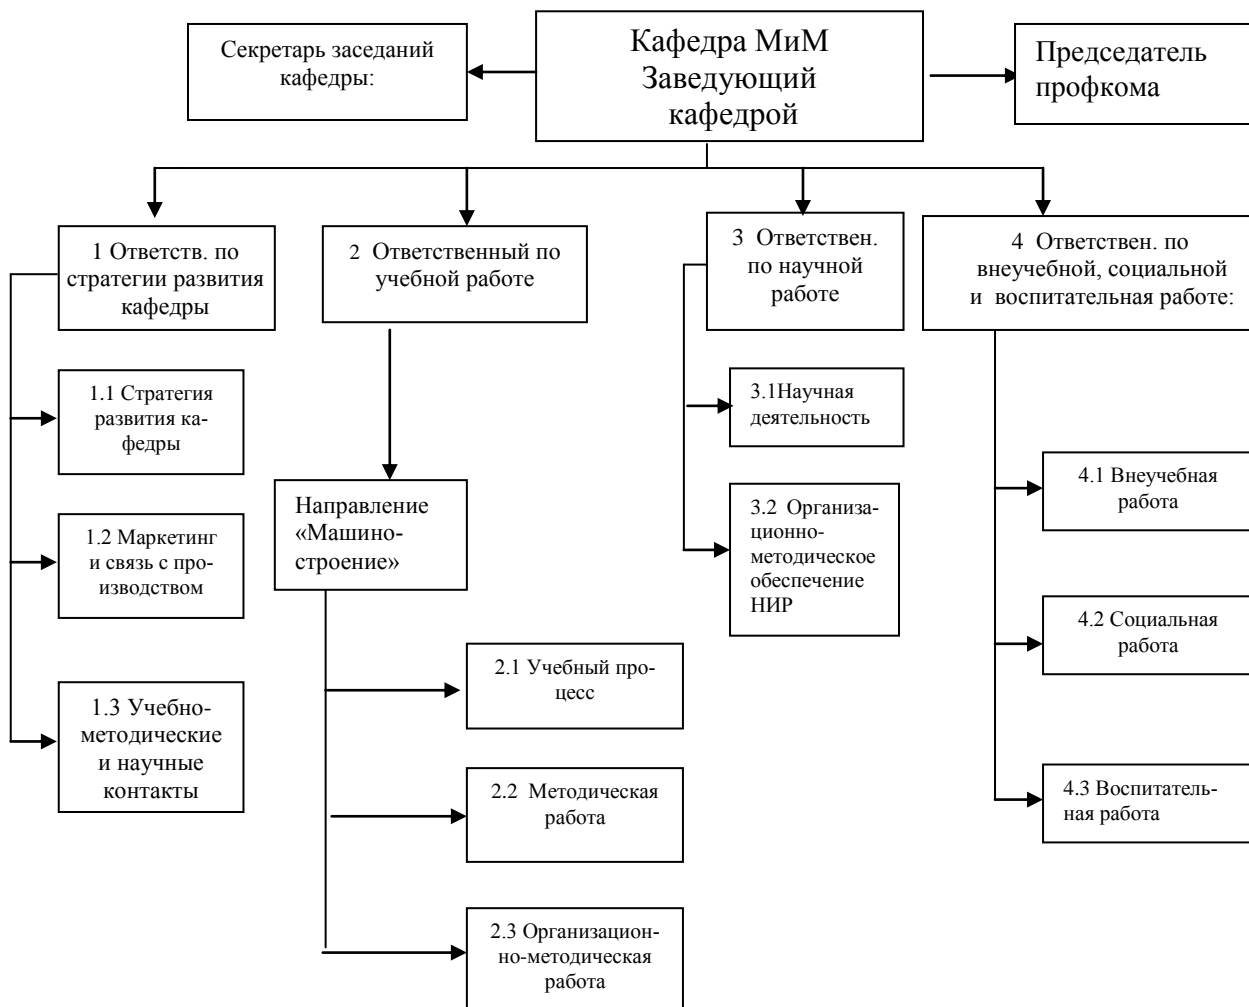 Секретарь заседаний
кафедры:
Кафедра МиМ
Заведующий
кафедрой
Председатель
профкома
1 Ответств. по
стратегии развития
кафедры
2 Ответственный по
учебной работе
3 Ответствен.
по научной
работе
4 Ответствен. по
внеучебной, социальной
и воспитательная работе:
1.1 Стратегия
развития ка-
федры
1.2 Маркетинг
и связь с про-
изводством
1.3 Учебно-
методические
и научные
контакты
Направление
«Машино-
строение»
2.1 Учебный про-
цесс
2.2 Методическая
работа
2.3 Организацион-
но-методическая
работа
3.1Научная
деятельность
3.2 Организа-
ционно-
методическое
обеспечение
НИР
4.1 Внеучебная
работа
4.2 Социальная
работа
4.3 Воспитатель-
ная работа